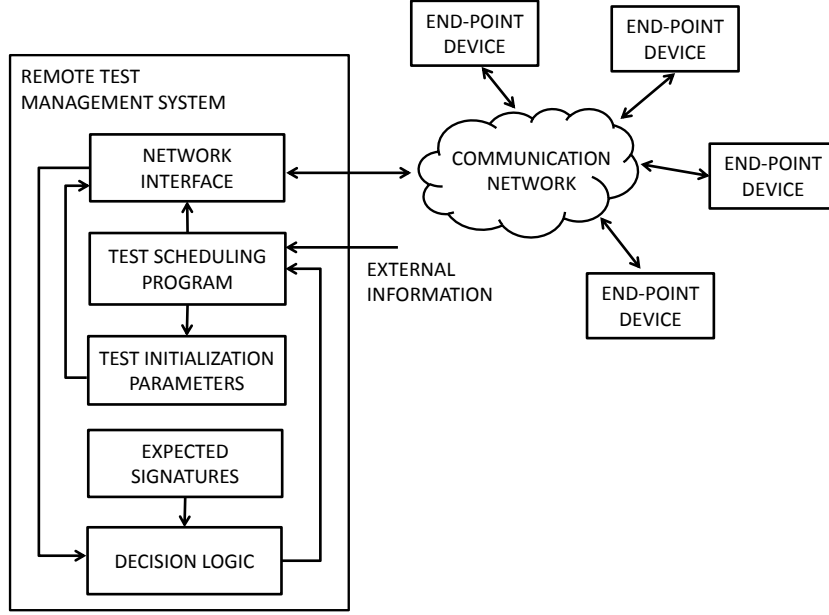 REMOTE TEST
MANAGEMENT SYSTEM
NETWORK
INTERFACE
TEST SCHEDULING
PROGRAM
TEST INITIALIZATION
PARAMETERS
EXPECTED
SIGNATURES
DECISION LOGIC
EXTERNAL
INFORMATION
COMMUNICATION
NETWORK
END-POINT
DEVICE
END-POINT
DEVICE
END-POINT
DEVICE
END-POINT
DEVICE